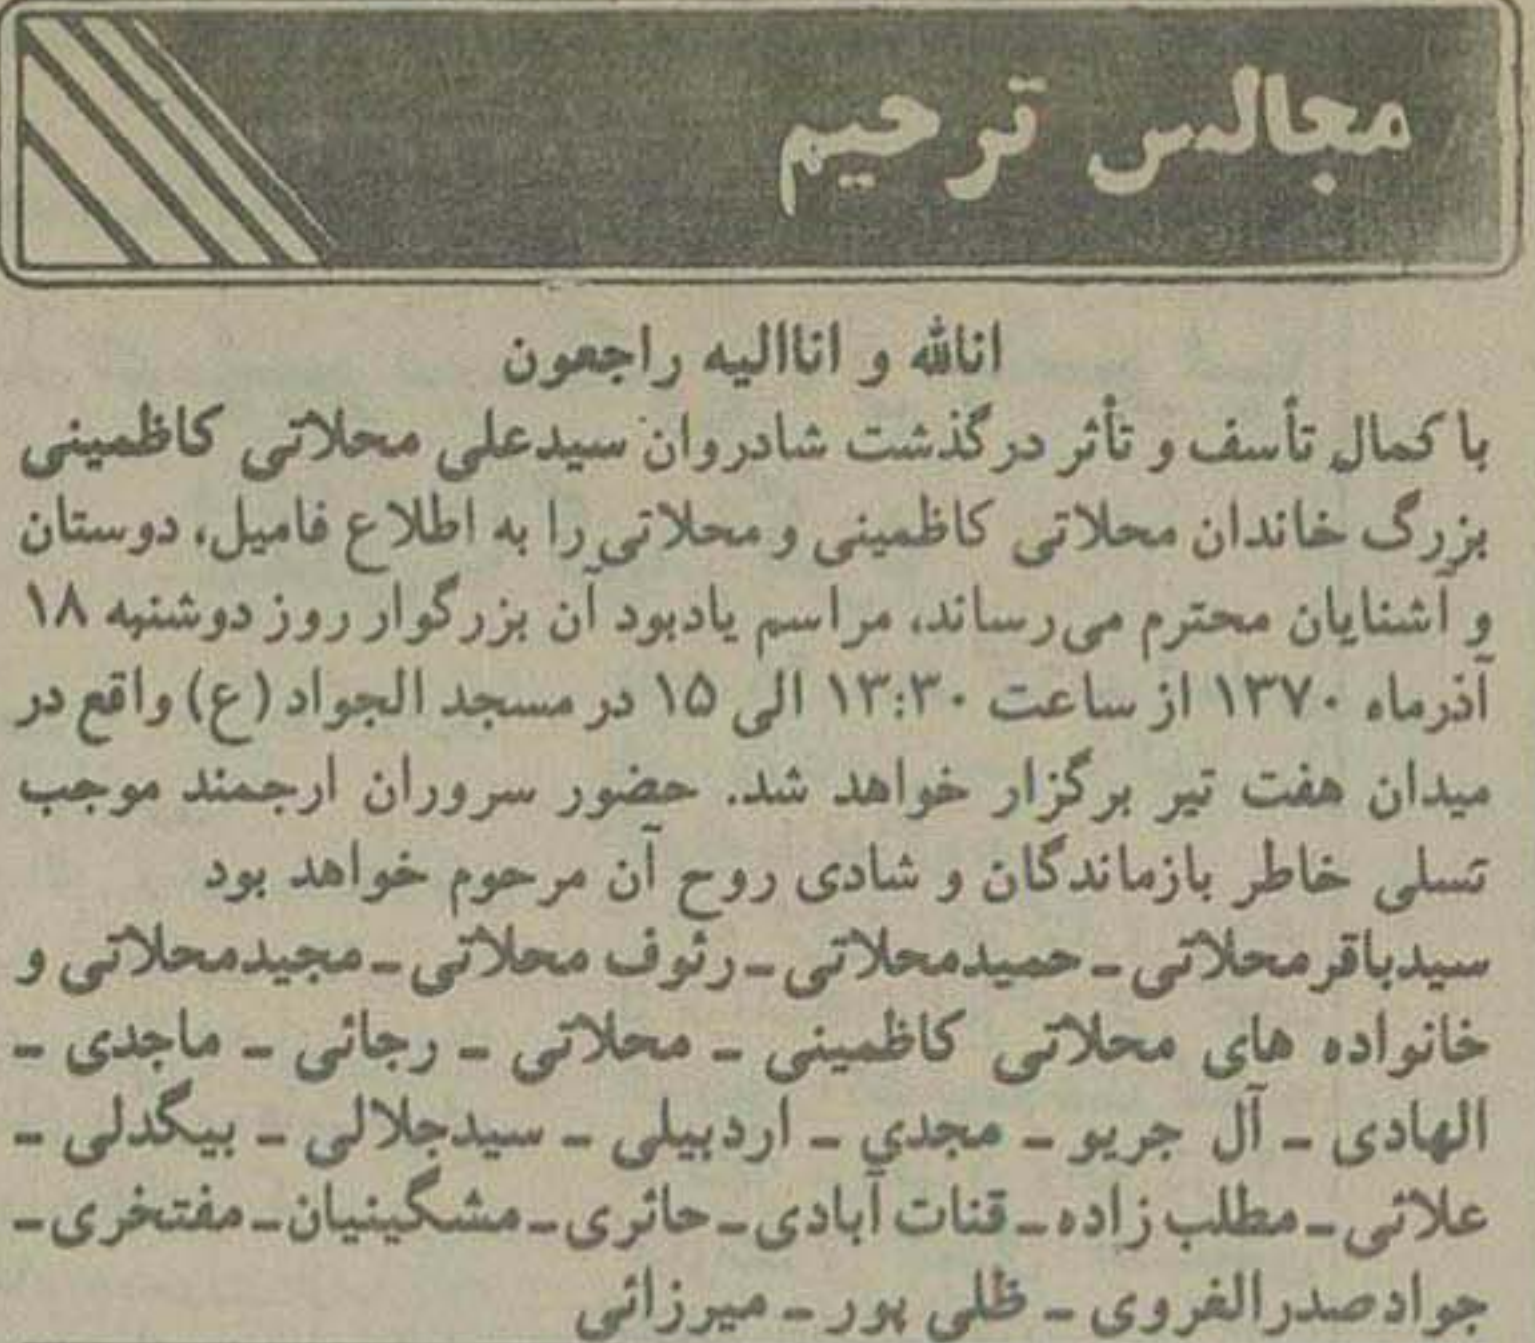 مجالس ترحیم
انالله و اناالیه راجعون
با کمال تأسف و تأثر درگذشت شادروان سیدعلی محلاتی کاظمینی
بزرگ خاندان محلاتی کاظمینی و محلاتی را به اطلاع فامیل، دوستان
و آشنایان محترم می‌رساند، مراسم یادبود آن بزرگوار روز دوشنبه ۱۸
آذرماه ۱۳۷۰ از ساعت ۱۳:۳۰ الی ۱۵ در مسجد الجواد (ع) واقع در
میدان هفت تیر برگزار خواهد شد. حضور سروران ارجمند موجب
تسلی خاطر بازماندگان و شادی روح آن مرحوم خواهد بود
سیدباقرمحلاتی ـ حمیدمحلاتی ـ رئوف محلاتی ـ مجیدمحلاتی و
خانواده های محلاتی کاظمینی ـ محلاتی ـ رجائی ـ ماجدی ـ
الهادی ـ آل جریو ـ مجدی ـ اردبیلی ـ سیدجلالی ـ بیگدلی ـ
علائی ـ مطلب زاده ـ قنات آبادی ـ حائری ـ مشگینیان ـ مفتخری ـ
جوادصدرالغروی ـ ظلی پور ـ میرزائی